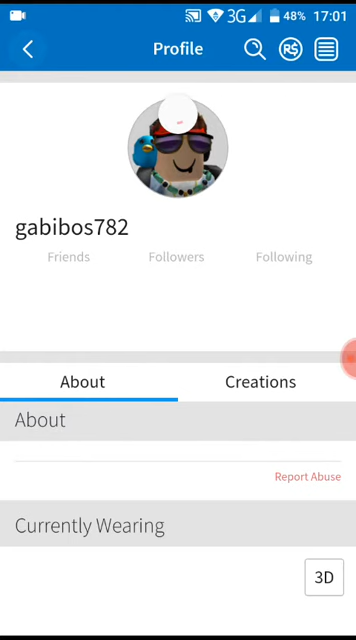 3G 48% 17:01
Profile R$
gabibos782
Friends Followers Following
About Creations
About
Report Abuse
Currently Wearing
3D